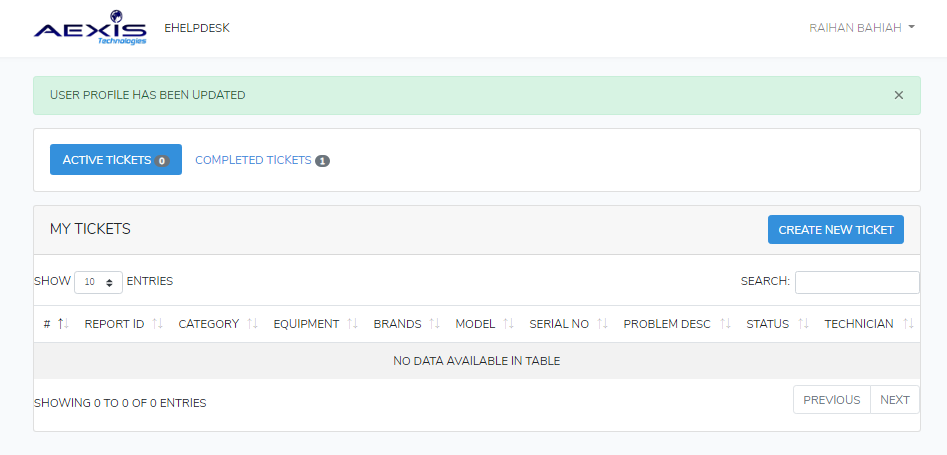 AEXIS
Technologies
EHELPDESK
RAIHAN BAHIAH
USER PROFILE HAS BEEN UPDATED ×
ACTIVE TICKETS 0 COMPLETED TICKETS 1
MY TICKETS CREATE NEW TICKET
SHOW 10 ENTRIES SEARCH:
# REPORT ID CATEGORY EQUIPMENT BRANDS MODEL SERIAL NO PROBLEM DESC STATUS TECHNICIAN
NO DATA AVAILABLE IN TABLE
SHOWING 0 TO 0 OF 0 ENTRIES PREVIOUS NEXT